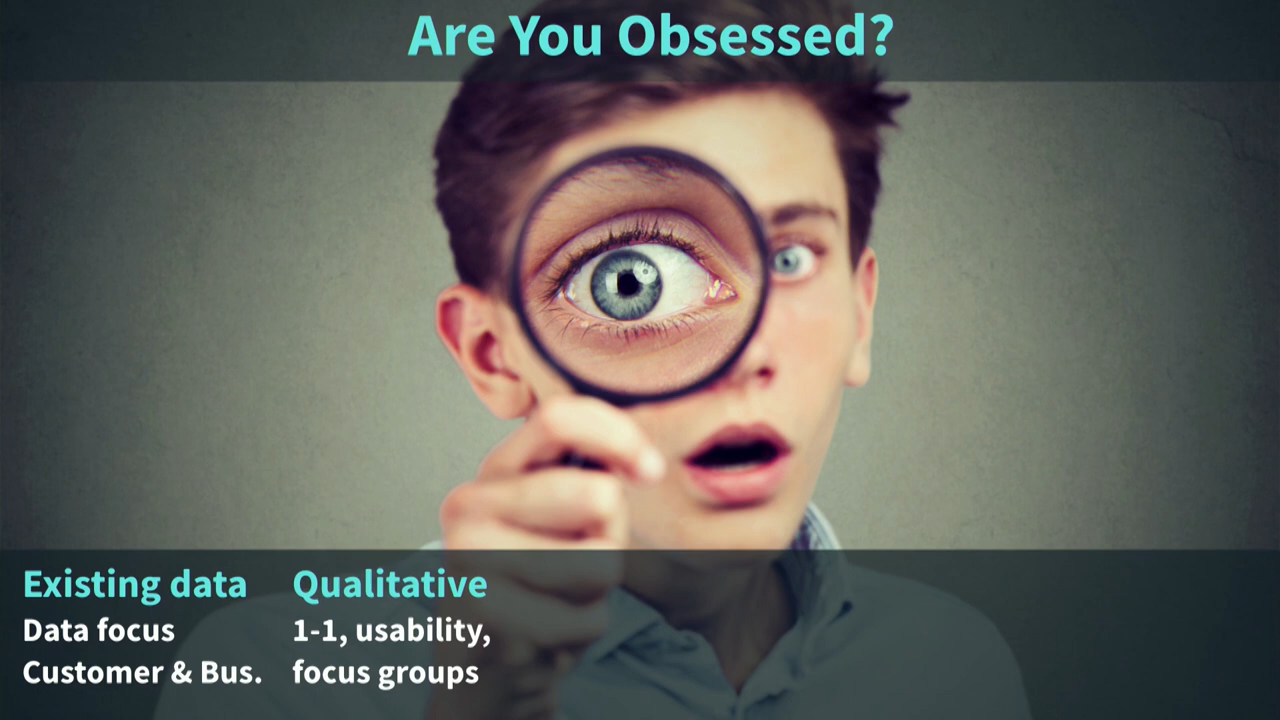 Are You Obsessed?
Existing data
Data focus
Customer & Bus.
Qualitative
1-1, usability,
focus groups